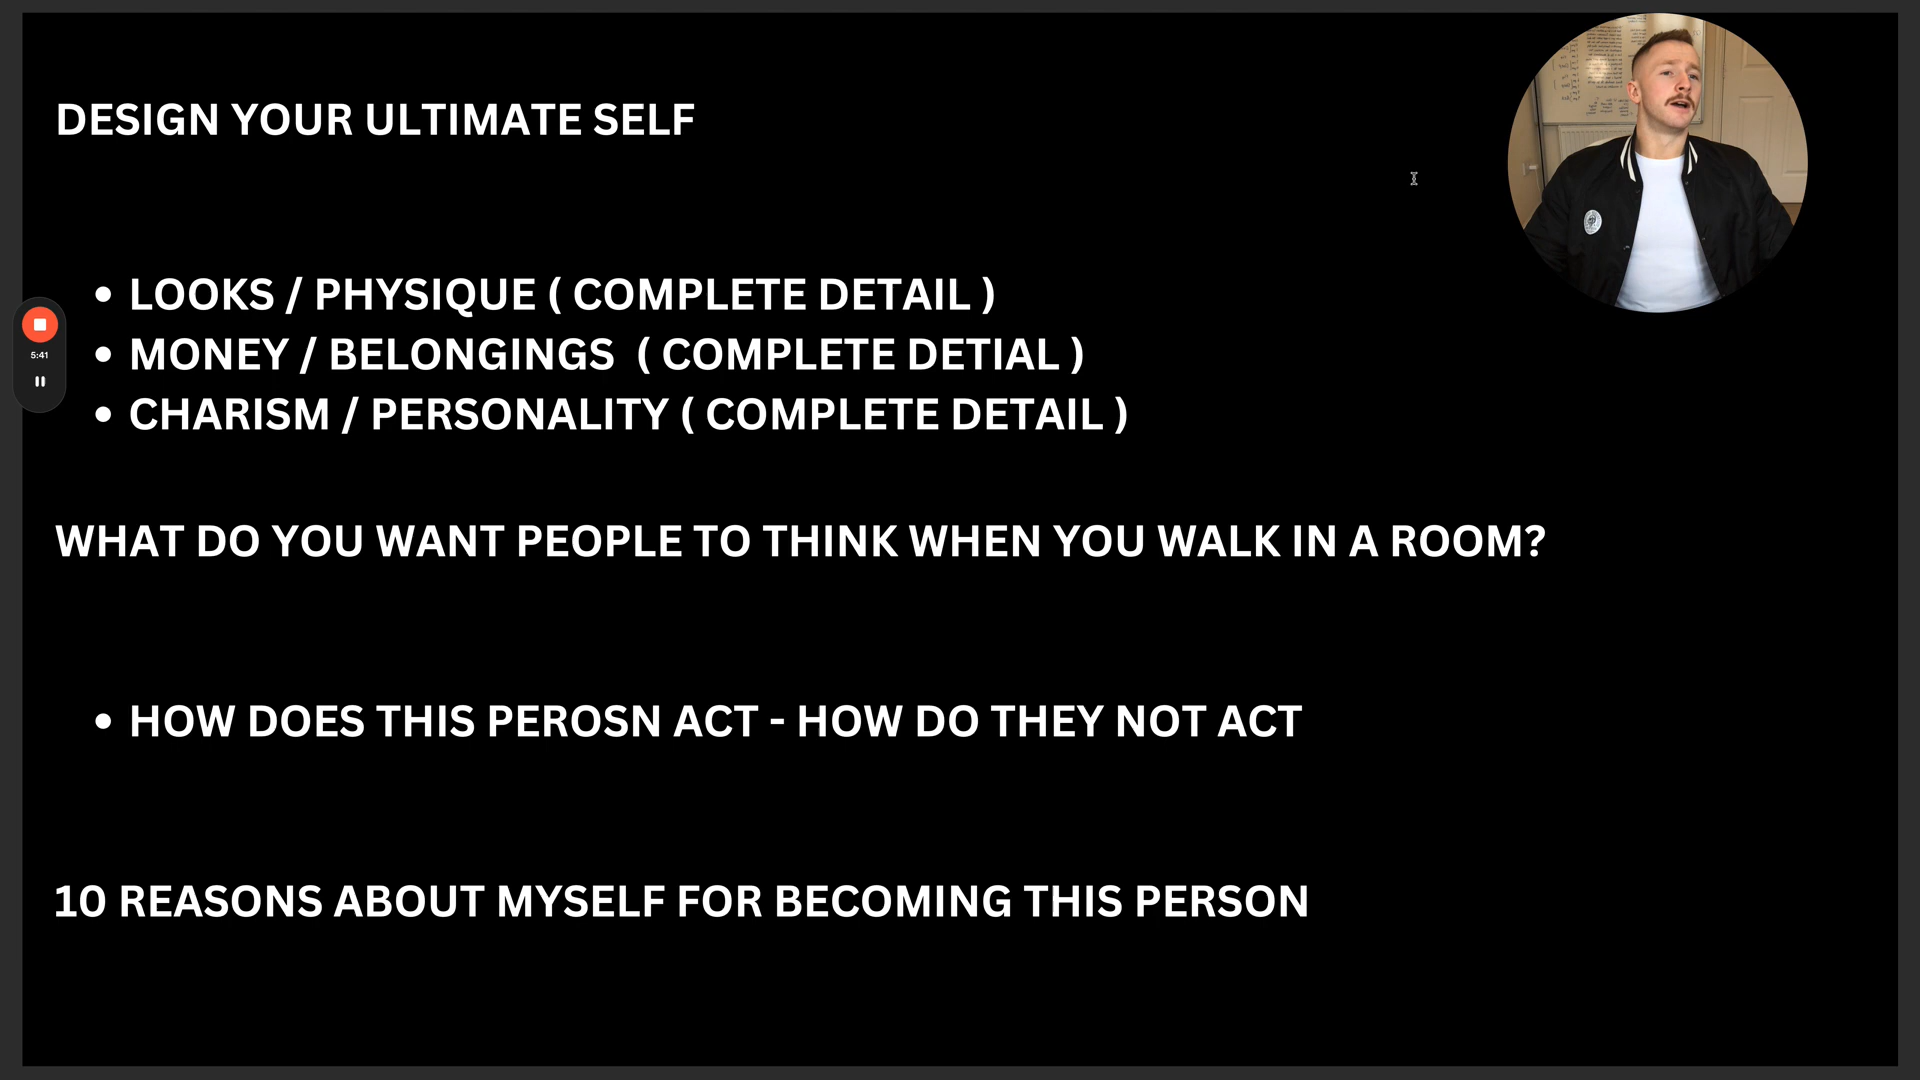 DESIGN YOUR ULTIMATE SELF
• LOOKS / PHYSIQUE ( COMPLETE DETAIL )
5:41
• MONEY / BELONGINGS  ( COMPLETE DETIAL )
• CHARISM / PERSONALITY ( COMPLETE DETAIL )
WHAT DO YOU WANT PEOPLE TO THINK WHEN YOU WALK IN A ROOM?
• HOW DOES THIS PEROSN ACT - HOW DO THEY NOT ACT
10 REASONS ABOUT MYSELF FOR BECOMING THIS PERSON